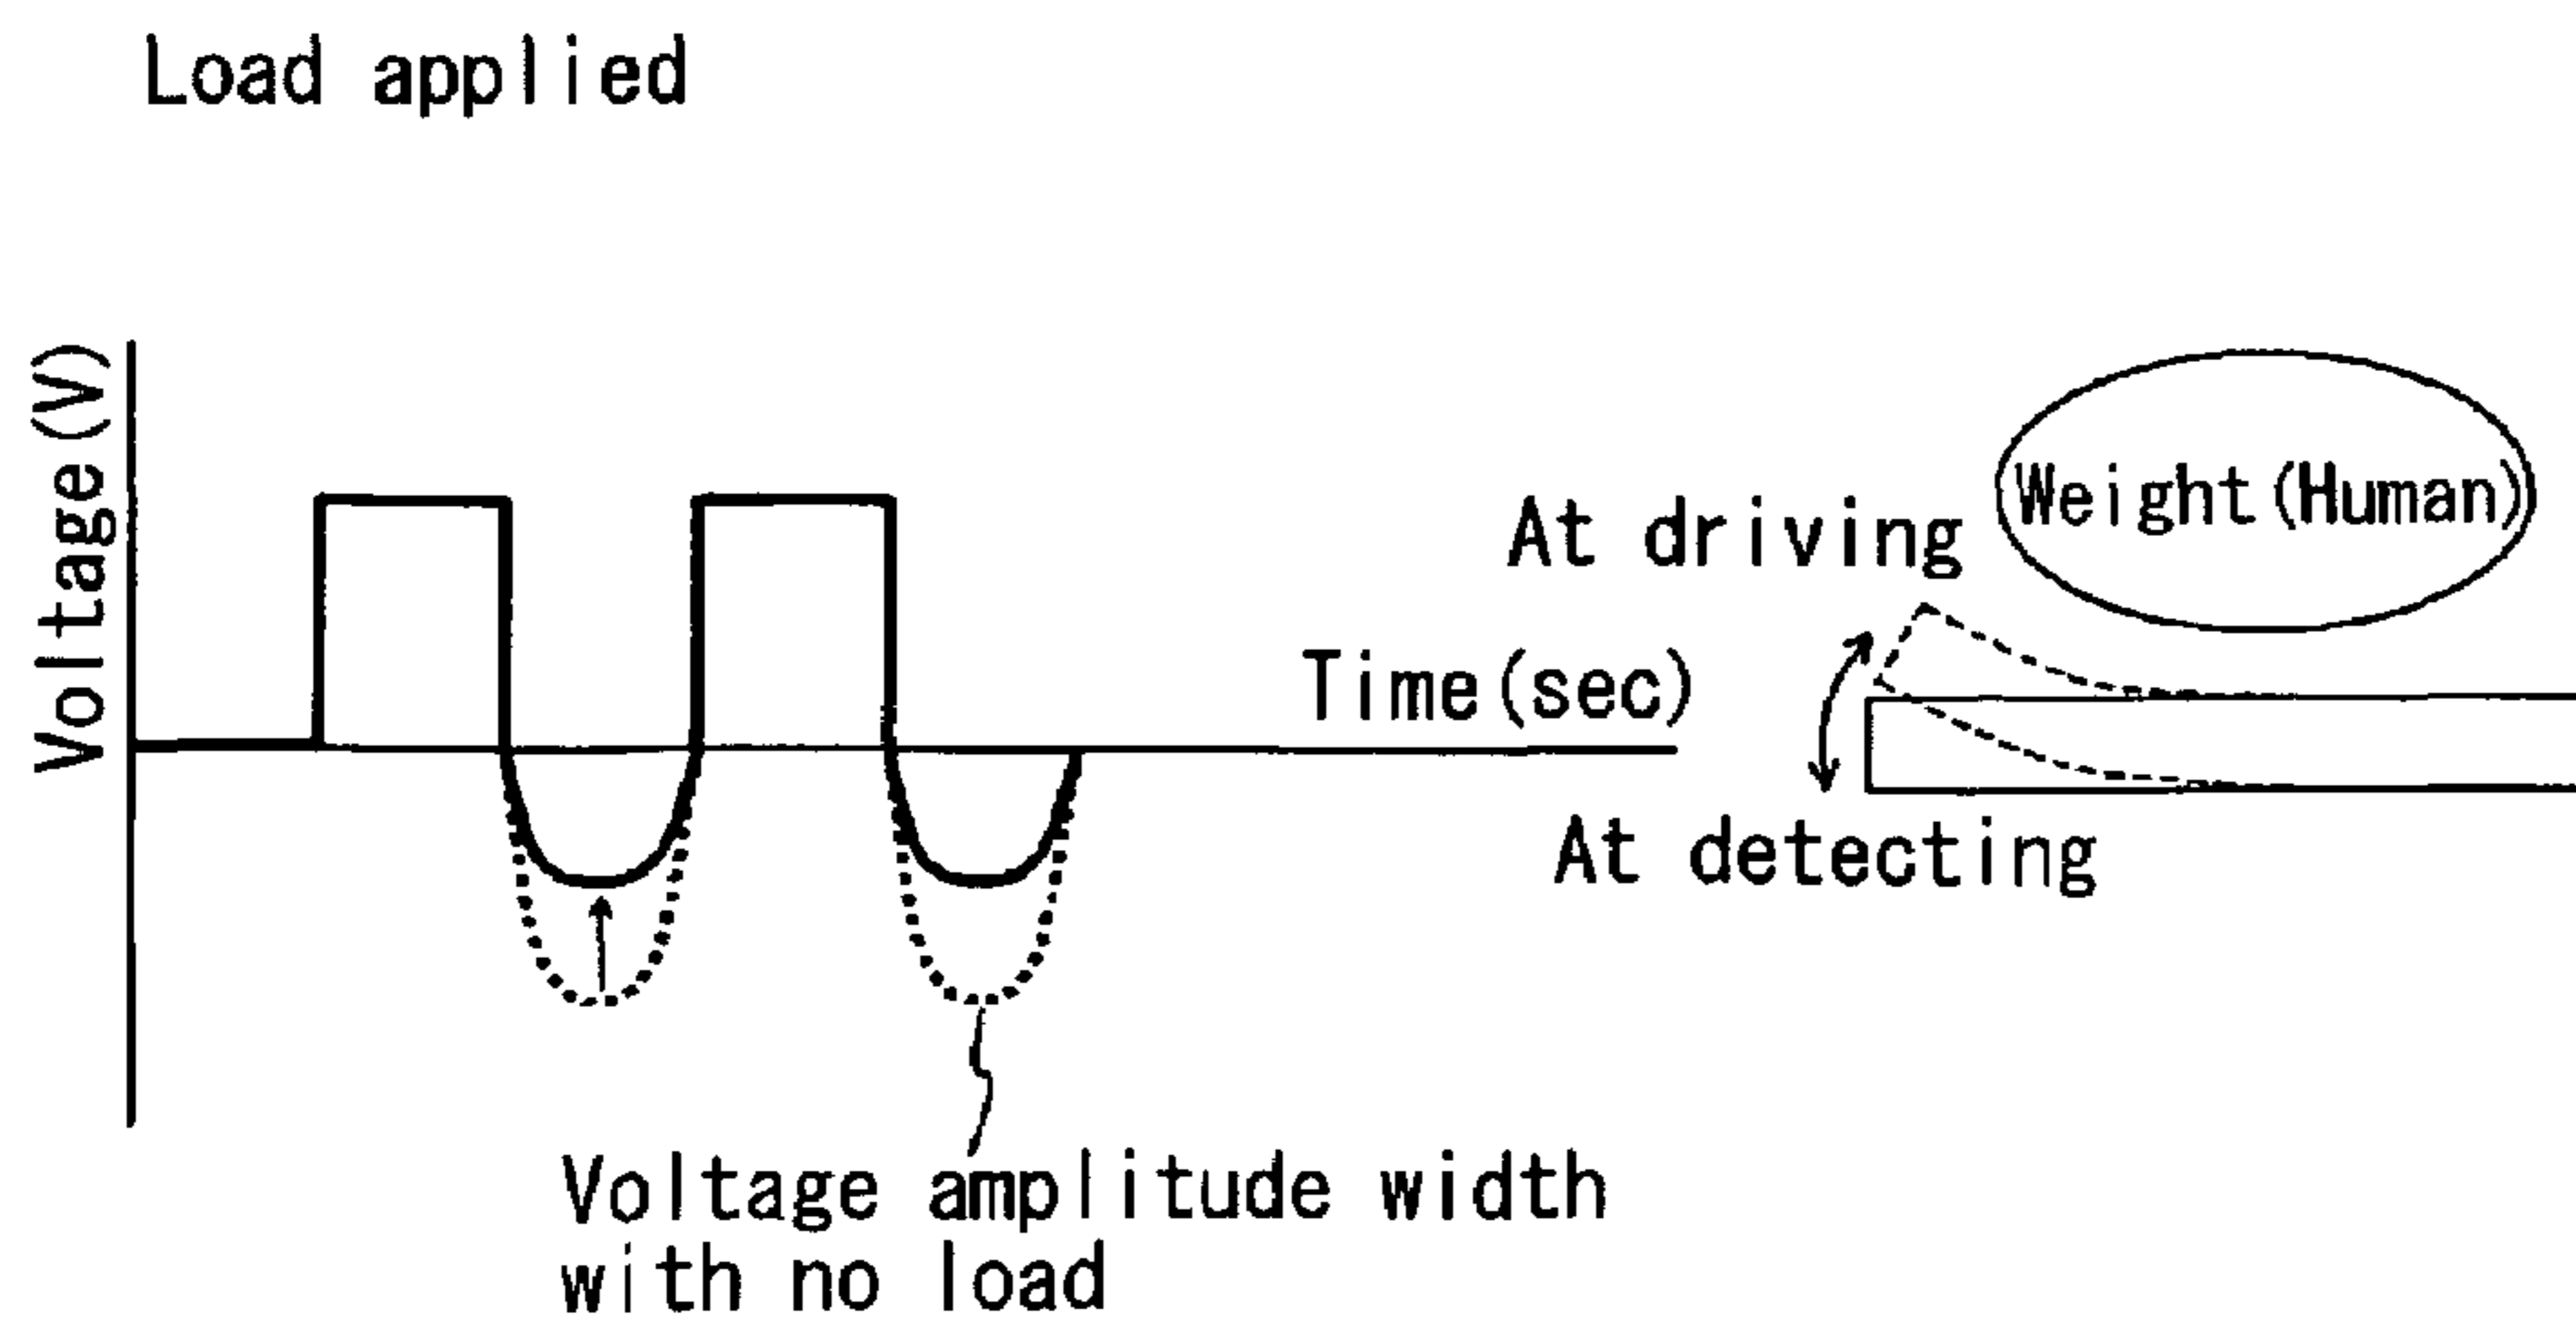 Load applied
Voltage(V)
Weight(Human)
At driving
Time(sec)
At detecting
Voltage amplitude width
with no load